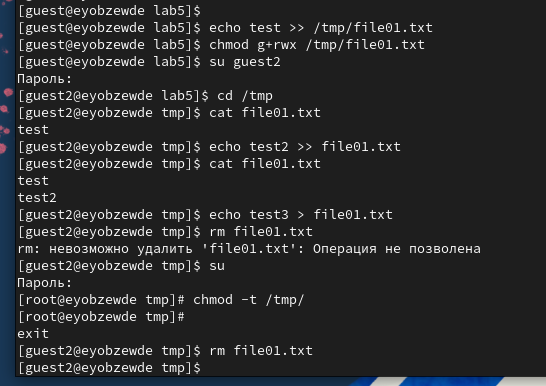 [guest@eyobzewde lab5]$
[guest@eyobzewde lab5]$ echo test >> /tmp/file01.txt
[guest@eyobzewde lab5]$ chmod g+rwx /tmp/file01.txt
[guest@eyobzewde lab5]$ su guest2
Пароль:
[guest2@eyobzewde lab5]$ cd /tmp
[guest2@eyobzewde tmp]$ cat file01.txt
test
[guest2@eyobzewde tmp]$ echo test2 >> file01.txt
[guest2@eyobzewde tmp]$ cat file01.txt
test
test2
[guest2@eyobzewde tmp]$ echo test3 > file01.txt
[guest2@eyobzewde tmp]$ rm file01.txt
rm: невозможно удалить 'file01.txt': Операция не позволена
[guest2@eyobzewde tmp]$ su
Пароль:
[root@eyobzewde tmp]# chmod -t /tmp/
[root@eyobzewde tmp]#
exit
[guest2@eyobzewde tmp]$ rm file01.txt
[guest2@eyobzewde tmp]$